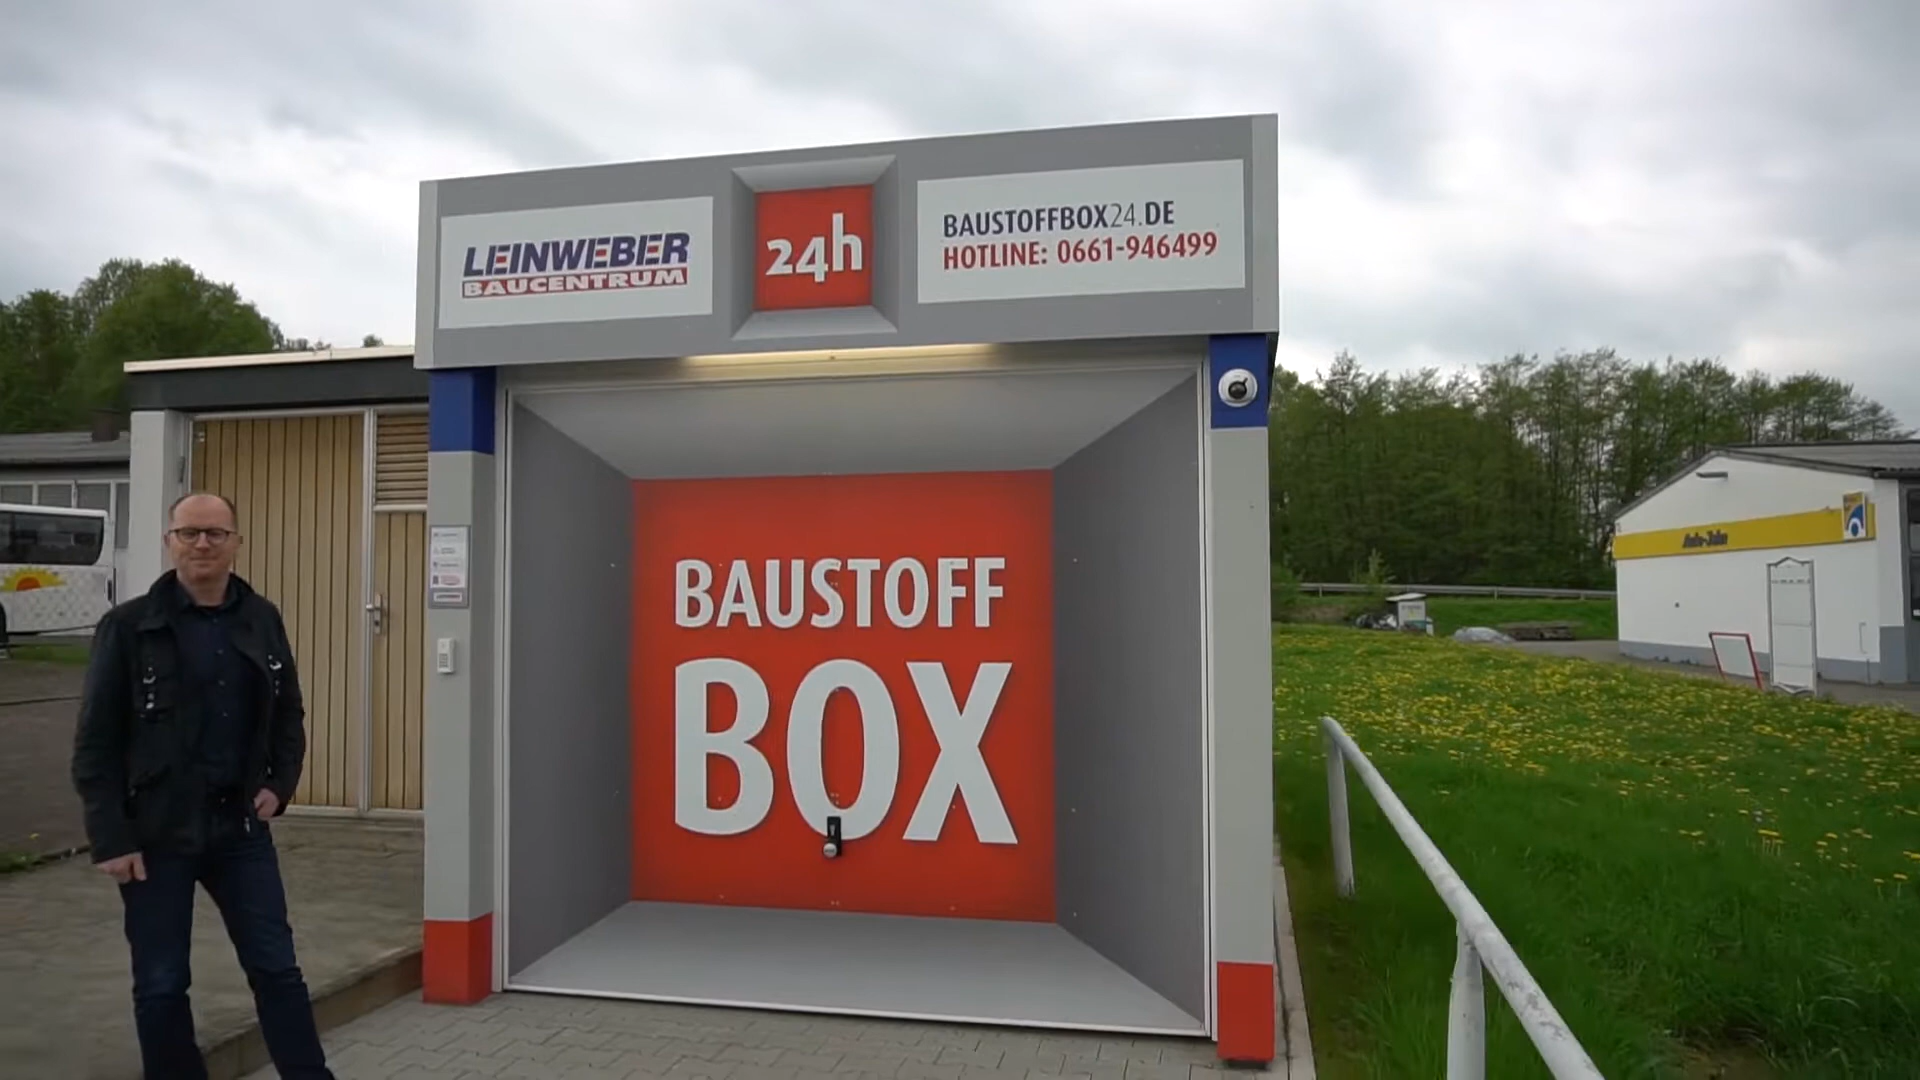 LEINWEBER
BAUCENTRUM
24h
BAUSTOFFBOX24.DE
HOTLINE: 0661-946499
BAUSTOFF
BOX